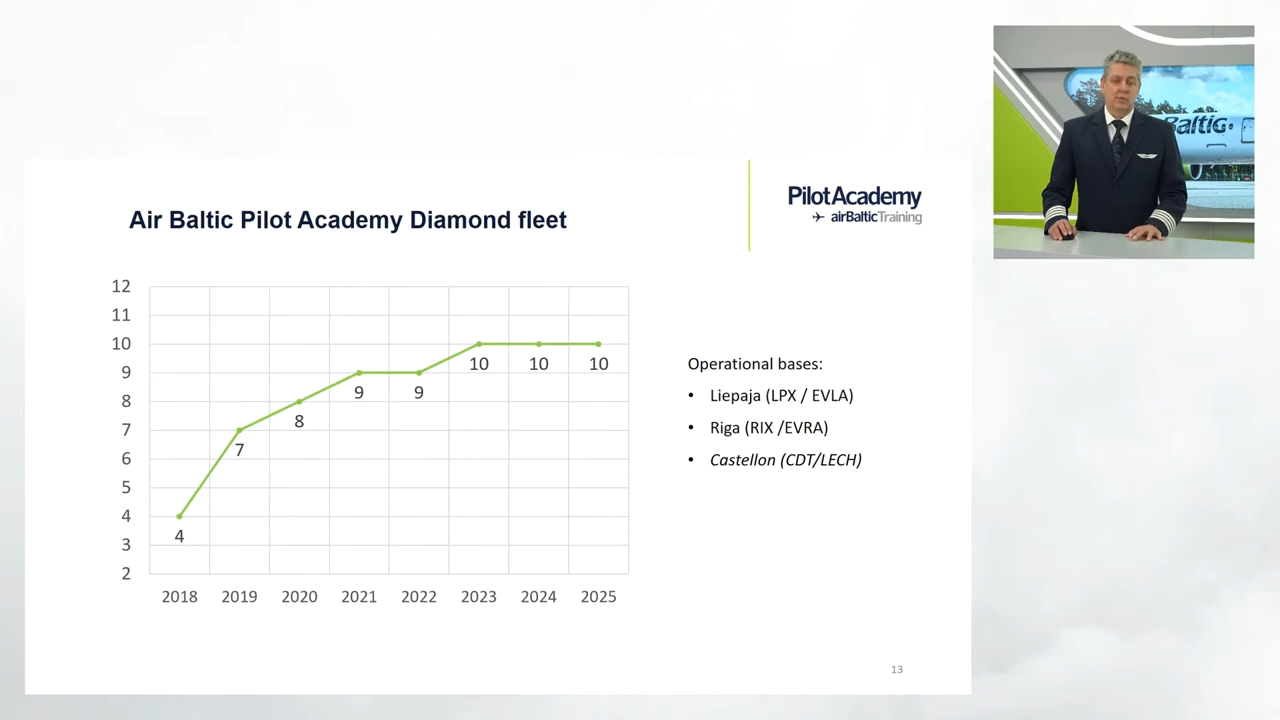 Air Baltic Pilot Academy Diamond fleet
PilotAcademy
airBalticTraining
Baltic
12
11
10
9
8
7
6
5
4
3
2
4
7
8
9
9
10
10
10
2018 2019 2020 2021 2022 2023 2024 2025
Operational bases:
• Liepaja (LPX / EVLA)
• Riga (RIX /EVRA)
• Castellon (CDT/LECH)
13